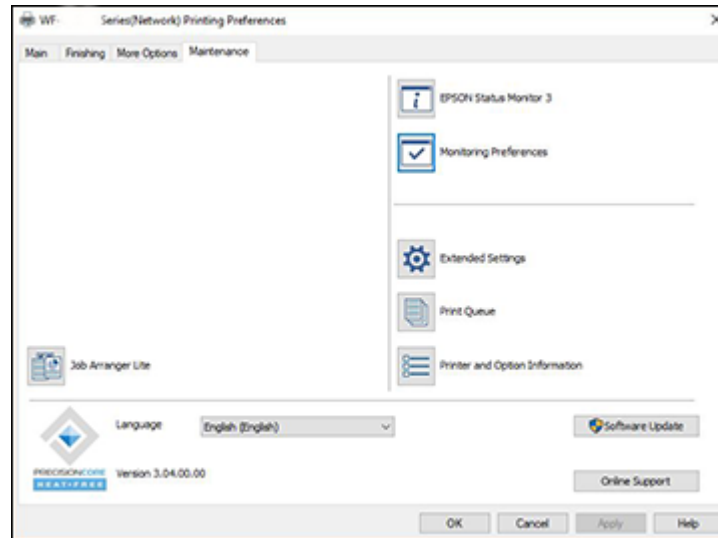 WF- Series(Network) Printing Preferences
Main Finishing More Options Maintenance
EPSON Status Monitor 3
Monitoring Preferences
Extended Settings
Print Queue
Job Arranger Lite
Printer and Option Information
Language English (English)
Software Update
PRECISIONCORE
HEAT-FREE
Version 3.04.00.00
Online Support
OK Cancel Apply Help